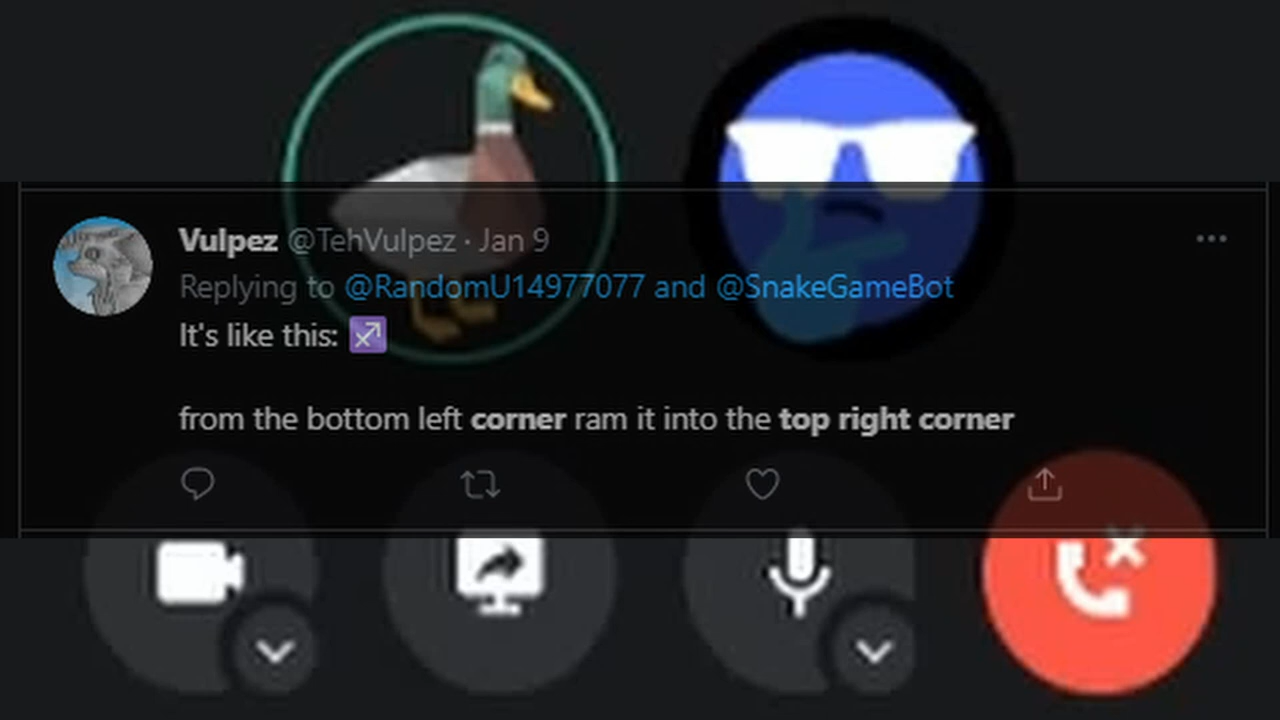 Vulpez @TehVulpez · Jan 9
Replying to @RandomU14977077 and @SnakeGameBot
It's like this: ♐
from the bottom left corner ram it into the top right corner